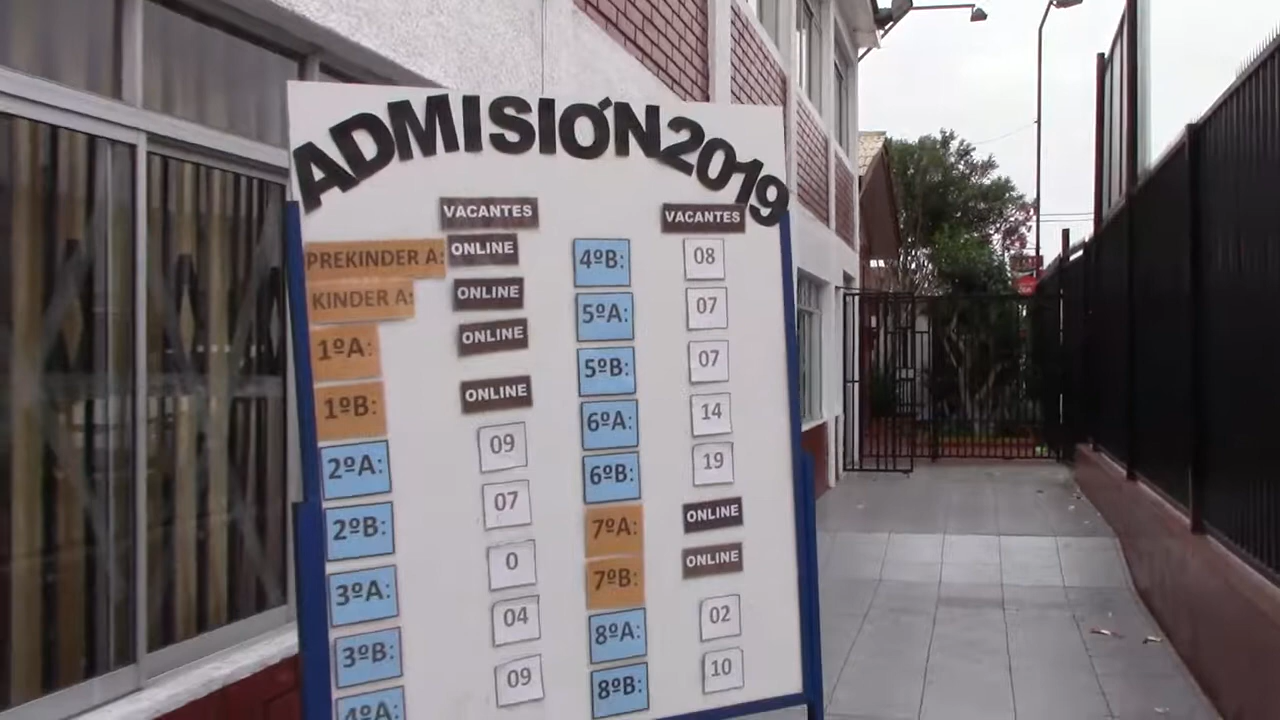 ADMISIÓN 2019
VACANTES
PREKINDER A: ONLINE
KINDER A: ONLINE
1ºA: ONLINE
1ºB: ONLINE
2ºA: 09
2ºB: 07
3ºA: 0
3ºB: 04
4ºA: 09
VACANTES
4ºB: 08
5ºA: 07
5ºB: 07
6ºA: 14
6ºB: 19
7ºA: ONLINE
7ºB: ONLINE
8ºA: 02
8ºB: 10